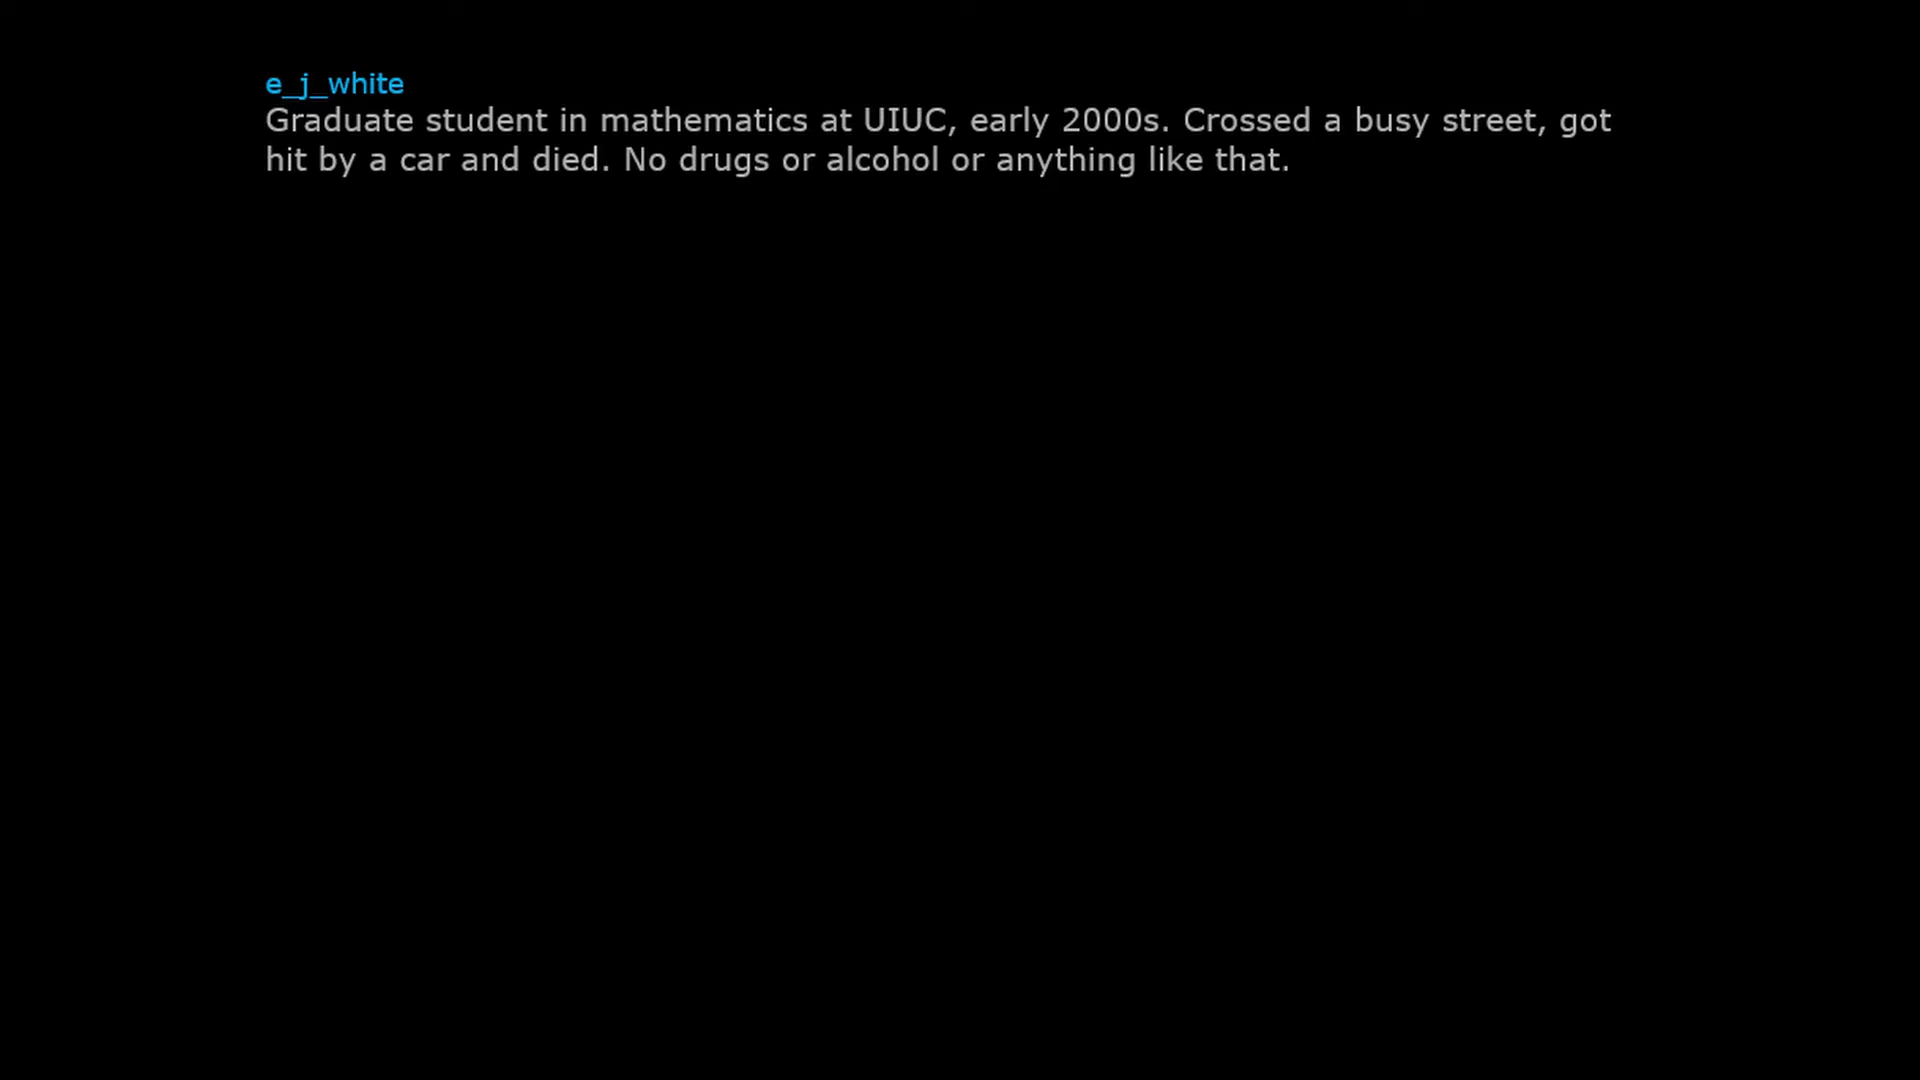 e_j_white
Graduate student in mathematics at UIUC, early 2000s. Crossed a busy street, got
hit by a car and died. No drugs or alcohol or anything like that.